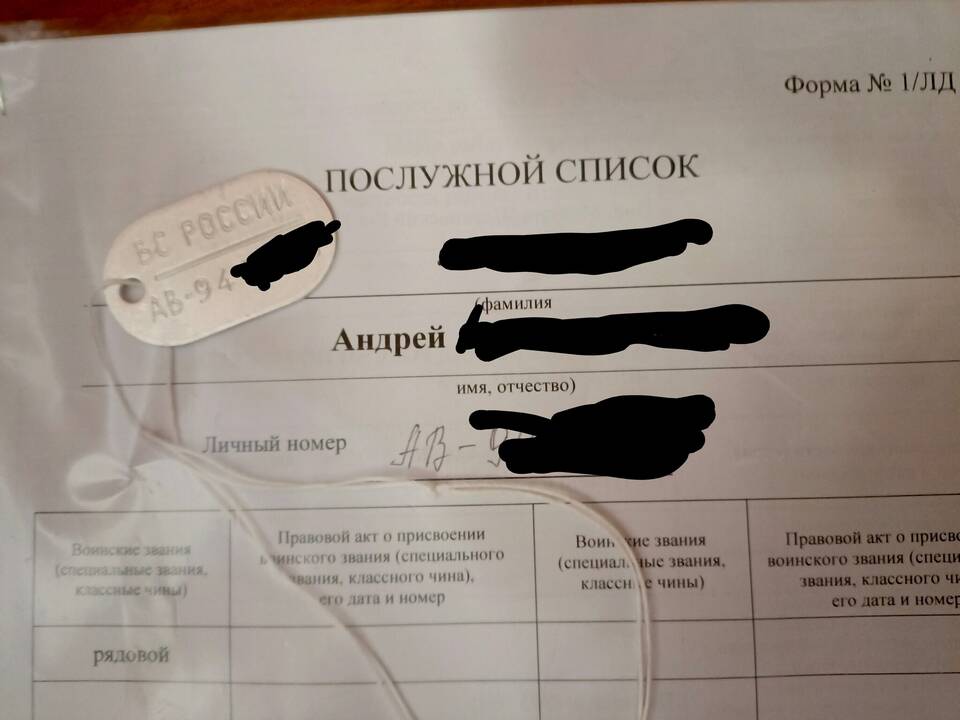 Форма № 1/ЛД
ПОСЛУЖНОЙ СПИСОК
ВС РОССИИ
АВ-94
(фамилия
Андрей
имя, отчество)
Личный номер АВ-9
Воинские звания
(специальные звания,
классные чины)
Правовой акт о присвоении
воинского звания (специального
звания, классного чина),
его дата и номер
Воинские звания
(специальные звания,
классные чины)
Правовой акт о присво
воинского звания (специ
звания, классного чи
его дата и номер
рядовой